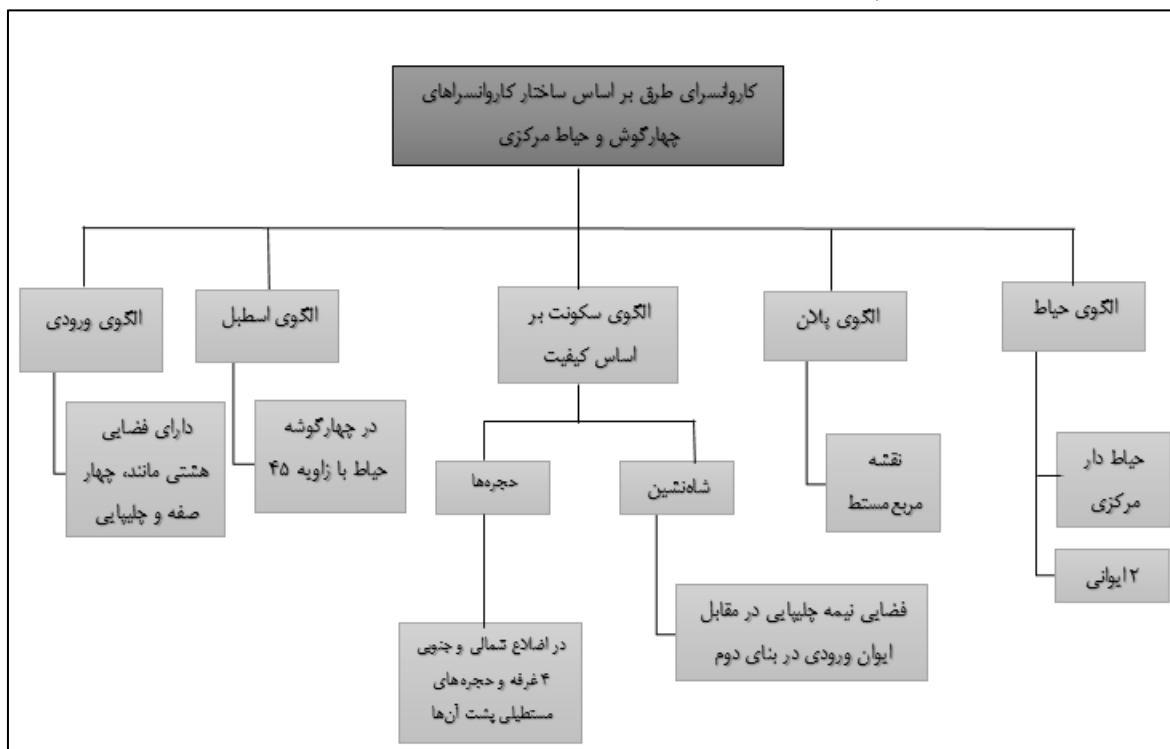 کاروانسرای طرق بر اساس ساختار کاروانسراهای
چهارگوش و حیاط مرکزی
الگوی حیاط
الگوی پلان
الگوی سکونت بر
اساس کیفیت
الگوی اسطبل
الگوی ورودی
حیاط دار
مرکزی
۲ ایوانی
نقشه
مربع‌مستط
شاه‌نشین
حجره‌ها
فضایی نیمه چلیپایی در مقابل
ایوان ورودی در بنای دوم
در اضلاع شمالی و جنوبی
۴ غرفه و حجره‌های
مستطیلی پشت آن‌ها
در چهارگوشه
حیاط با زاویه ۴۵
دارای فضایی
هشتی مانند، چهار
صفه و چلیپایی